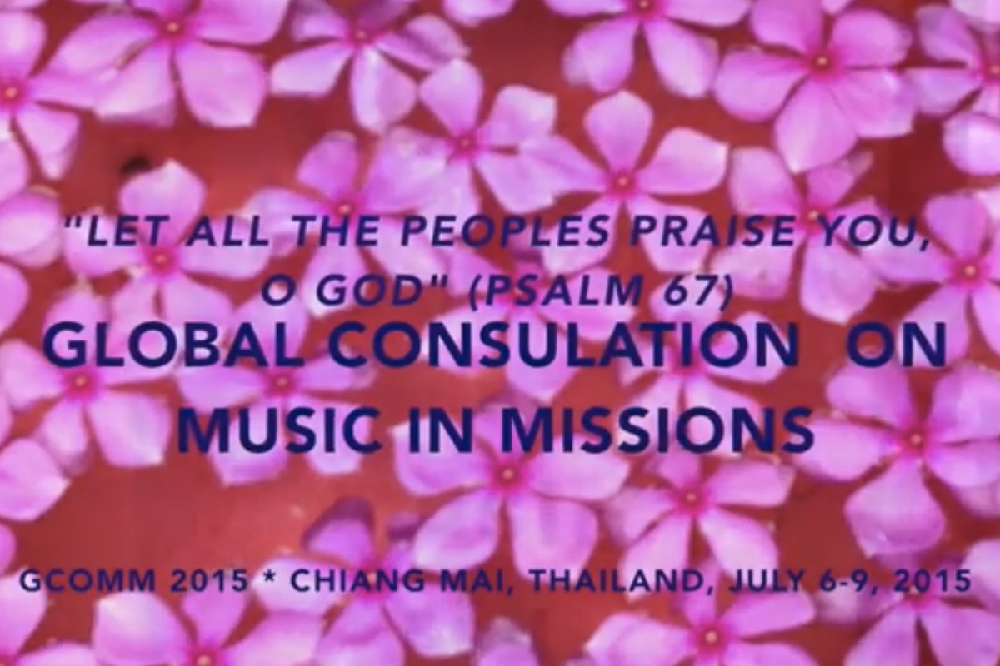 "LET ALL THE PEOPLES PRAISE YOU,
O GOD" (PSALM 67)
GLOBAL CONSULATION ON
MUSIC IN MISSIONS
GCOMM 2015 * CHIANG MAI, THAILAND, JULY 6-9, 2015